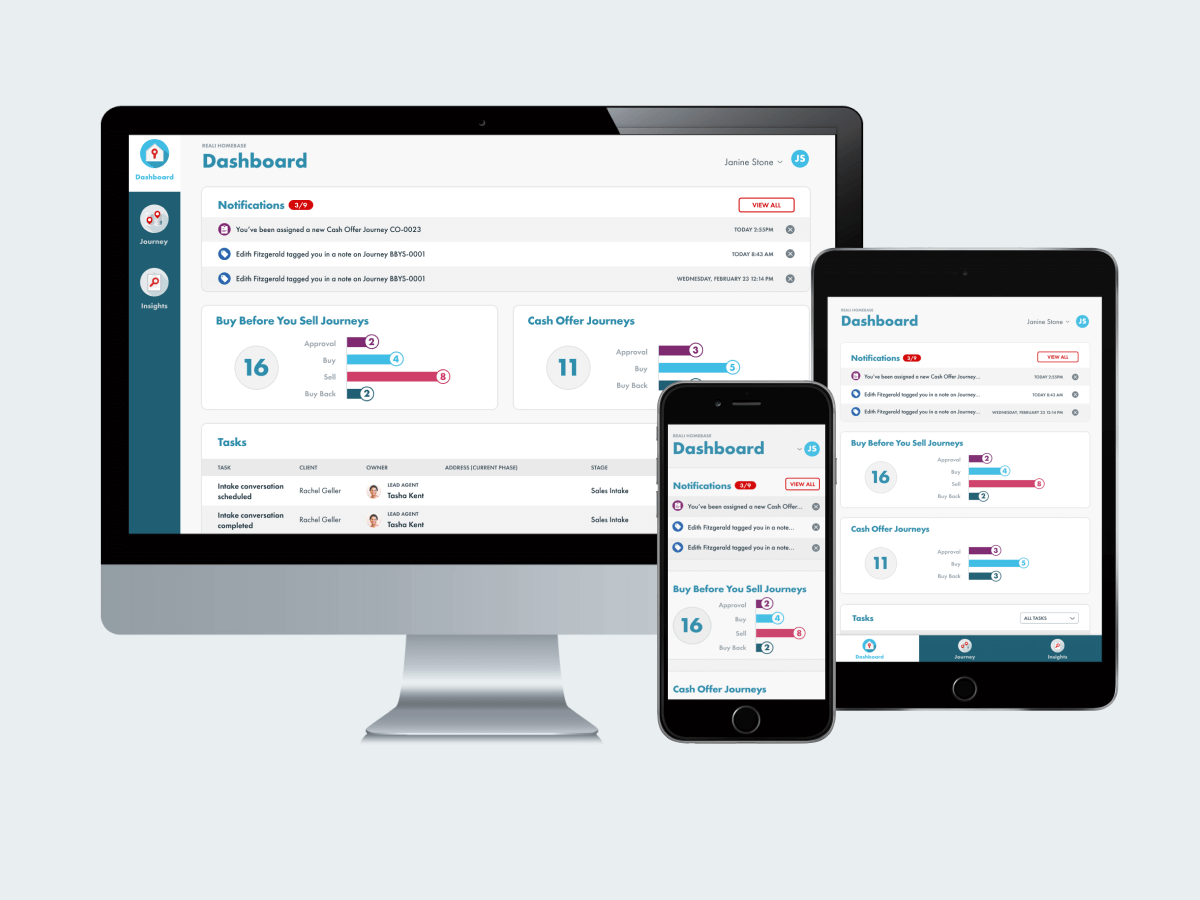 REALI HOMEBASE
Dashboard
Janine Stone JS
Dashboard
Journey
Insights
Notifications 3/9 VIEW ALL
You've been assigned a new Cash Offer Journey CO-0023 TODAY 2:55PM
Edith Fitzgerald tagged you in a note on Journey BBYS-0001 TODAY 8:43 AM
Edith Fitzgerald tagged you in a note on Journey BBYS-0001 WEDNESDAY, FEBRUARY 23 12:14 PM
Buy Before You Sell Journeys
16
Approval 2
Buy 4
Sell 8
Buy Back 2
Cash Offer Journeys
11
Approval 3
Buy 5
Buy Back
Tasks
TASK CLIENT OWNER ADDRESS (CURRENT PHASE) STAGE
Intake conversation scheduled Rachel Geller LEAD AGENT Tasha Kent Sales Intake
Intake conversation completed Rachel Geller LEAD AGENT Tasha Kent Sales Intake
REALI HOMEBASE
Dashboard JS
Notifications 3/9 VIEW ALL
You've been assigned a new Cash Offer...
Edith Fitzgerald tagged you in a note...
Edith Fitzgerald tagged you in a note...
Buy Before You Sell Journeys
16
Approval 2
Buy 4
Sell 8
Buy Back 2
Cash Offer Journeys
REALI HOMEBASE
Dashboard
Janine Stone JS
Notifications 3/9 VIEW ALL
You've been assigned a new Cash Offer Journey... TODAY 2:55PM
Edith Fitzgerald tagged you in a note on Journey... TODAY 8:43 AM
Edith Fitzgerald tagged you in a note on Journey... WEDNESDAY, FEBRUARY 23 12:14 PM
Buy Before You Sell Journeys
16
Approval 2
Buy 4
Sell 8
Buy Back 2
Cash Offer Journeys
11
Approval 3
Buy 5
Buy Back 3
Tasks ALL TASKS
Dashboard
Journey
Insights